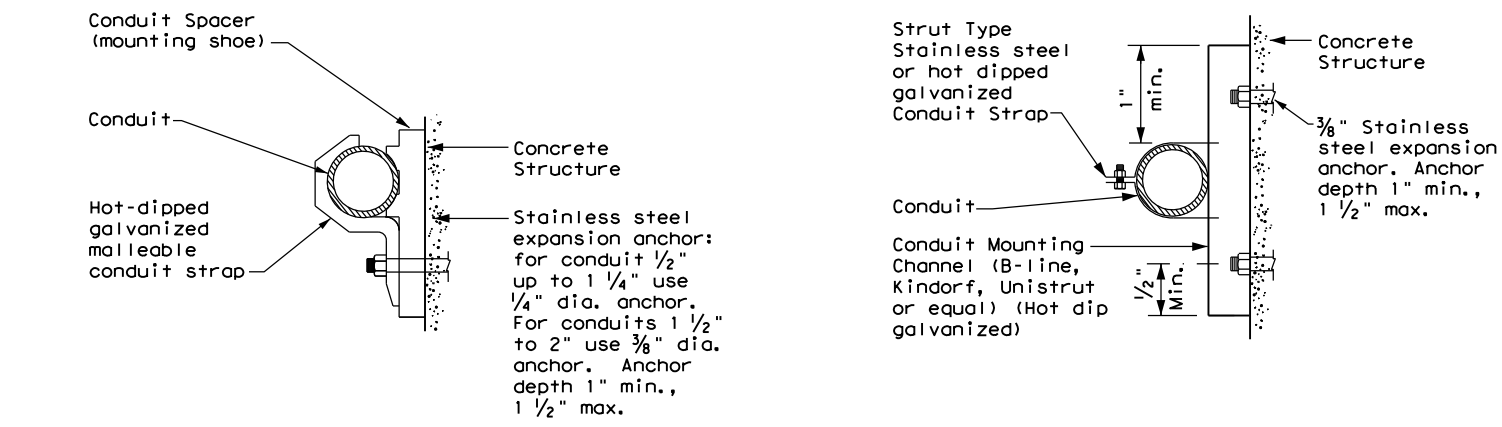 Conduit Spacer
(mounting shoe)
Conduit
Hot-dipped
galvanized
malleable
conduit strap
Concrete
Structure
Stainless steel
expansion anchor:
for conduit ½"
up to 1 ¼" use
¼" dia. anchor.
For conduits 1 ½"
to 2" use ⅜" dia.
anchor. Anchor
depth 1" min.,
1 ½" max.
Strut Type
Stainless steel
or hot dipped
galvanized
Conduit Strap
1"
min.
Conduit
Conduit Mounting
Channel (B-line,
Kindorf, Unistrut
or equal) (Hot dip
galvanized)
½"
Min.
Concrete
Structure
⅜" Stainless
steel expansion
anchor. Anchor
depth 1" min.,
1 ½" max.